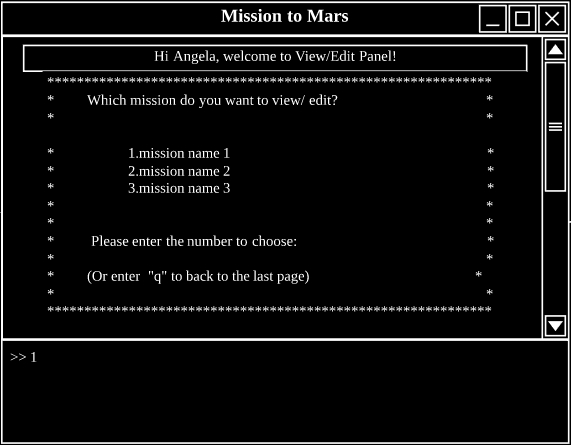 Mission to Mars
Hi Angela, welcome to View/Edit Panel!
************************************************************
* Which mission do you want to view/ edit? *
* *
* 1.mission name 1 *
* 2.mission name 2 *
* 3.mission name 3 *
* *
* *
* Please enter the number to choose: *
* *
* (Or enter "q" to back to the last page) *
* *
************************************************************
>> 1